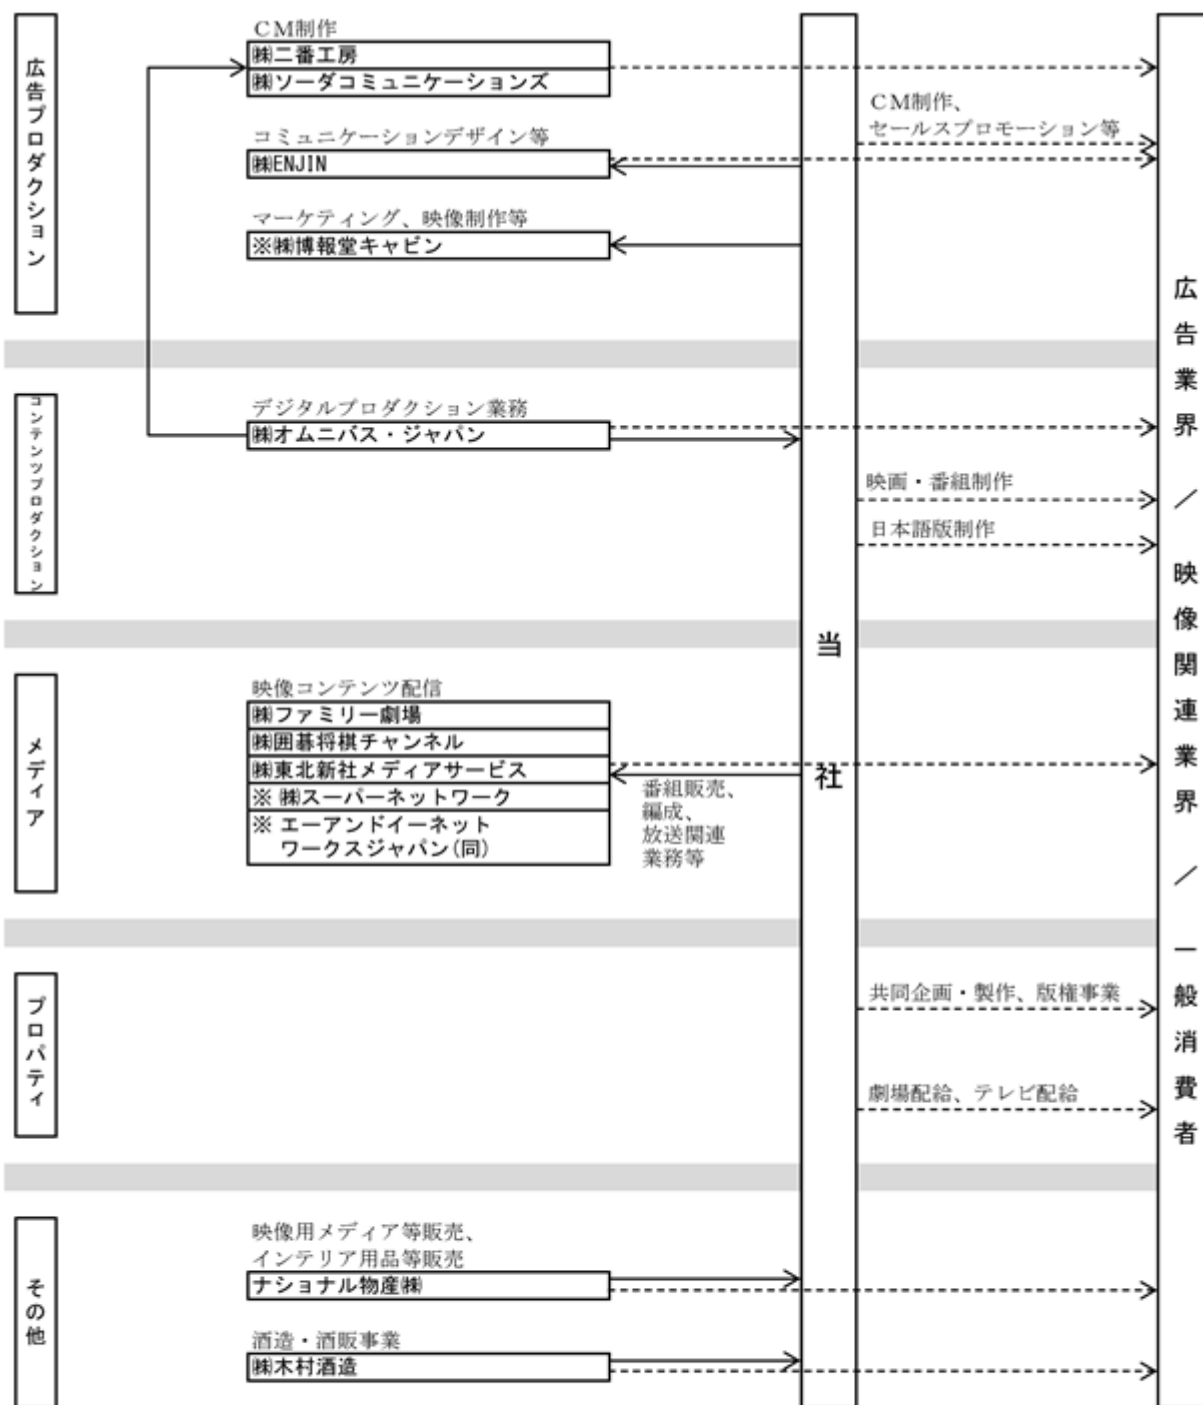 広告プロダクション
CM制作
㈱二番工房
㈱ソーダコミュニケーションズ
CM制作、
セールスプロモーション等
コミュニケーションデザイン等
㈱ENJIN
マーケティング、映像制作等
※㈱博報堂キャビン
コンテンツプロダクション
デジタルプロダクション業務
㈱オムニバス・ジャパン
映画・番組制作
日本語版制作
メディア
映像コンテンツ配信
㈱ファミリー劇場
㈱囲碁将棋チャンネル
㈱東北新社メディアサービス
※ ㈱スーパーネットワーク
※ エーアンドイーネット
ワークスジャパン(同)
番組販売、
編成、
放送関連
業務等
プロパティ
共同企画・製作、版権事業
劇場配給、テレビ配給
その他
映像用メディア等販売、
インテリア用品等販売
ナショナル物産㈱
酒造・酒販事業
㈱木村酒造
当社
広告業界／映像関連業界／一般消費者